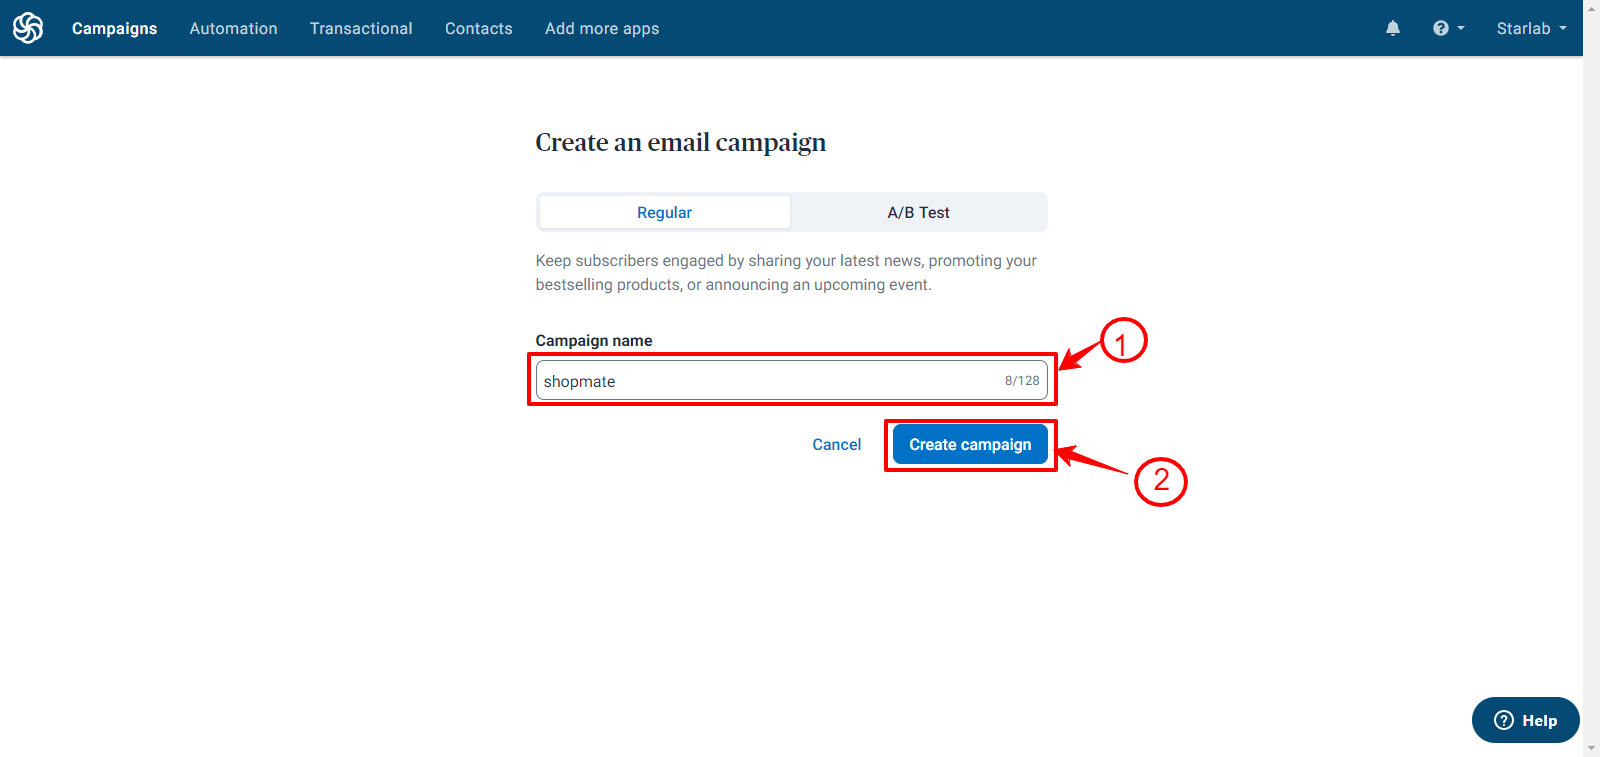 Campaigns Automation Transactional Contacts Add more apps Starlab
Create an email campaign
Regular A/B Test
Keep subscribers engaged by sharing your latest news, promoting your
bestselling products, or announcing an upcoming event.
Campaign name
1
shopmate 8/128
Cancel Create campaign
2
Help